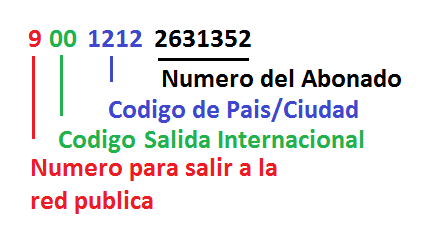 9 00 1212 2631352
Numero del Abonado
Codigo de Pais/Ciudad
Codigo Salida Internacional
Numero para salir a la
red publica